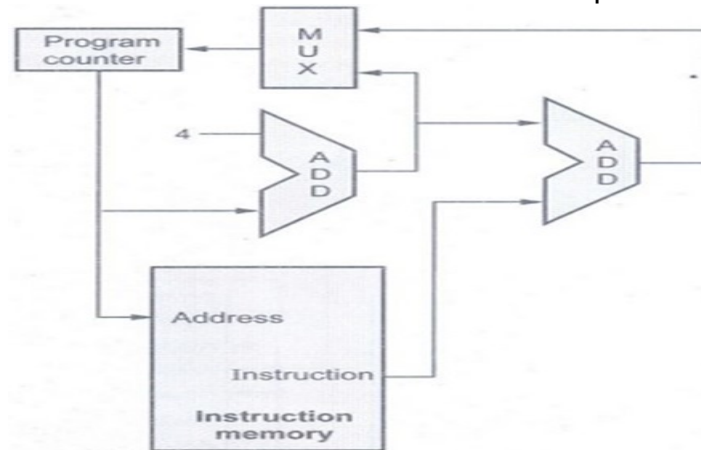 Program
counter
M
U
X
4
A
D
D
A
D
D
Address
Instruction
Instruction
memory